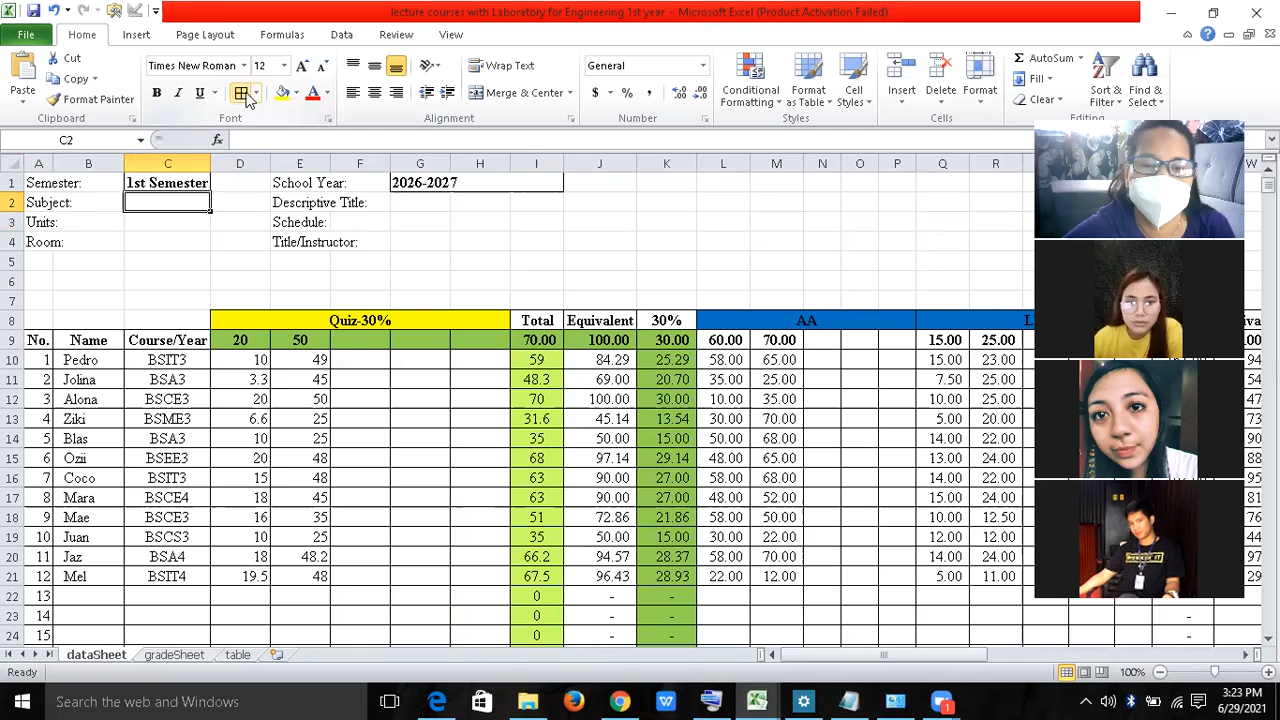 lecture courses with Laboratory for Engineering 1st year - Microsoft Excel (Product Activation Failed)
File Home Insert Page Layout Formulas Data Review View
Paste
Cut
Copy
Format Painter
Clipboard
Times New Roman 12
B I U
Font
Wrap Text
Merge & Center
Alignment
General
$ % ,
Number
Conditional Formatting
Format as Table
Cell Styles
Styles
Insert Delete Format
Cells
AutoSum
Fill
Clear
Sort & Filter
Find & Select
Editing
C2 fx
A B C D E F G H I J K L M N O P Q R W
1 Semester: 1st Semester School Year: 2026-2027
2 Subject: Descriptive Title:
3 Units: Schedule:
4 Room: Title/Instructor:
5
6
7
8 Quiz-30% Total Equivalent 30% AA
9 No. Name Course/Year 20 50 70.00 100.00 30.00 60.00 70.00 15.00 25.00
10 1 Pedro BSIT3 10 49 59 84.29 25.29 58.00 65.00 15.00 23.00 94
11 2 Jolina BSA3 3.3 45 48.3 69.00 20.70 35.00 25.00 7.50 25.00
12 3 Alona BSCE3 20 50 70 100.00 30.00 10.00 35.00 10.00 25.00 47
13 4 Ziki BSME3 6.6 25 31.6 45.14 13.54 30.00 70.00 5.00 20.00 73
14 5 Blas BSA3 10 25 35 50.00 15.00 50.00 68.00 14.00 22.00 92
15 6 Ozii BSEE3 20 48 68 97.14 29.14 48.00 65.00 13.00 24.00 88
16 7 Coco BSIT3 15 48 63 90.00 27.00 58.00 68.00 14.00 22.00 95
17 8 Mara BSCE4 18 45 63 90.00 27.00 48.00 52.00 15.00 24.00 81
18 9 Mae BSCE3 16 35 51 72.86 21.86 58.00 50.00 10.00 12.50 76
19 10 Juan BSCS3 10 25 35 50.00 15.00 30.00 22.00 12.00 12.00 44
20 11 Jaz BSA4 18 48.2 66.2 94.57 28.37 58.00 70.00 14.00 24.00 95
21 12 Mel BSIT4 19.5 48 67.5 96.43 28.93 22.00 12.00 5.00 11.00 29
22 13 0 - -
23 14 0 - - -
24 15 0 - - -
dataSheet gradeSheet table
Ready 100%
Search the web and Windows
3:23 PM
6/29/2021